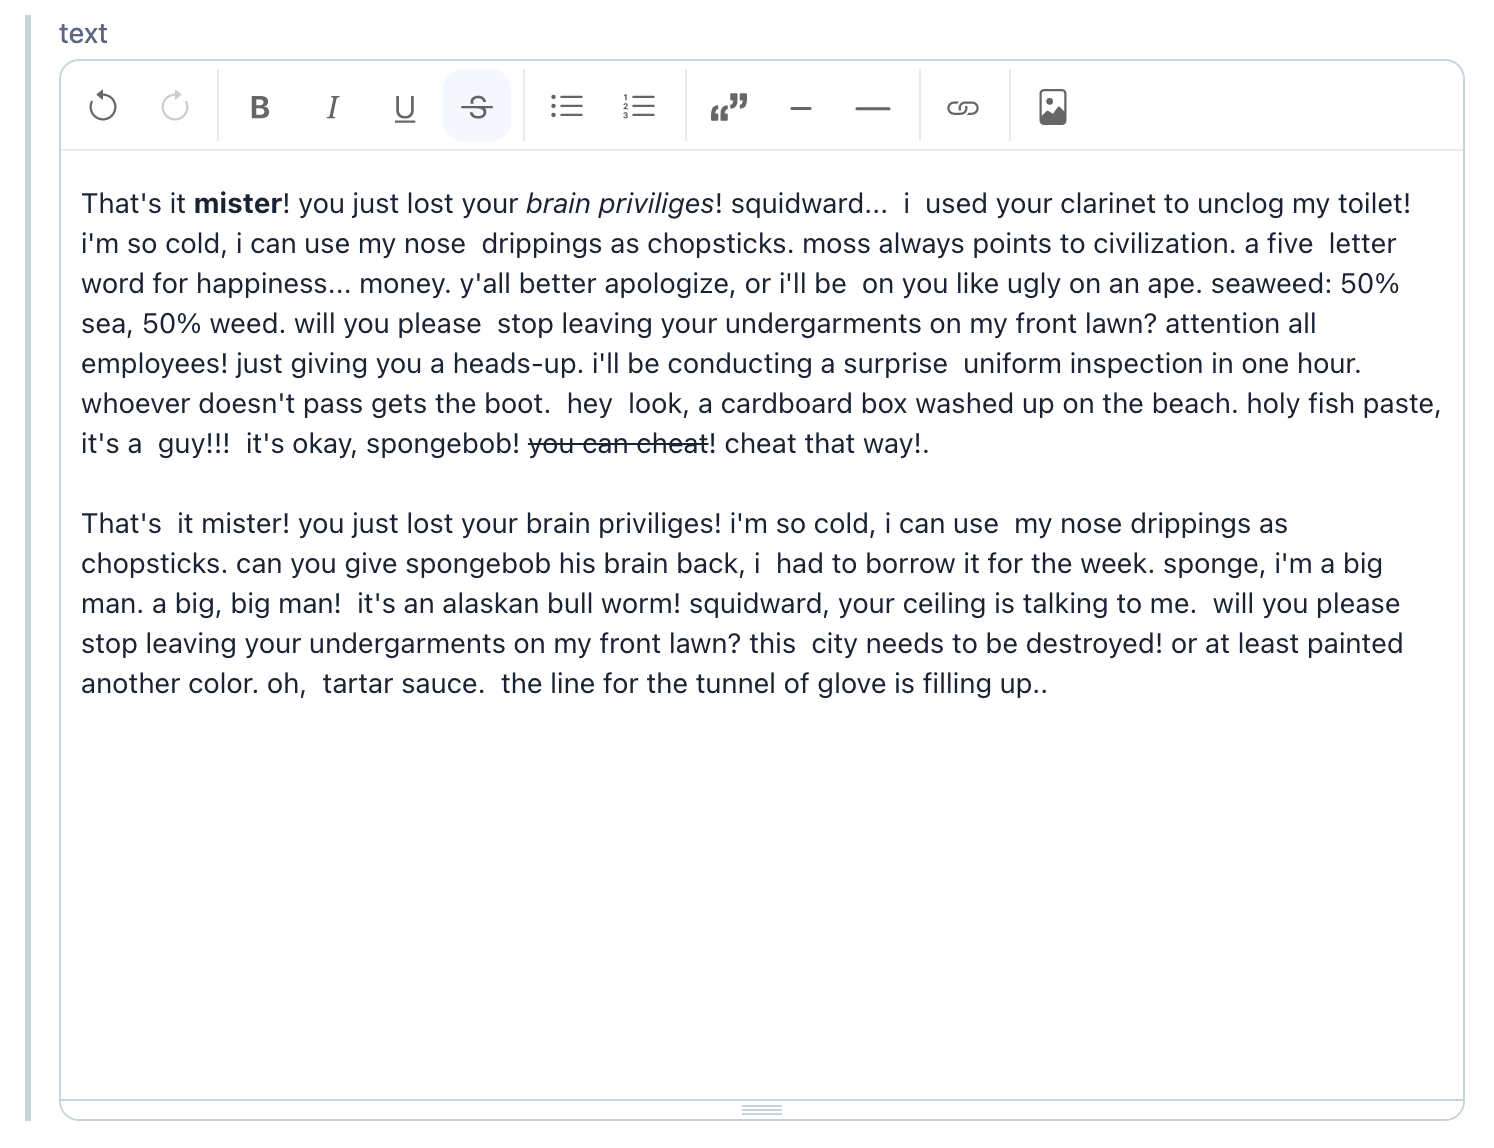 text
B I U S
1
2
3
That's it mister! you just lost your brain priviliges! squidward... i  used your clarinet to unclog my toilet!
i'm so cold, i can use my nose  drippings as chopsticks. moss always points to civilization. a five  letter
word for happiness... money. y'all better apologize, or i'll be  on you like ugly on an ape. seaweed: 50%
sea, 50% weed. will you please  stop leaving your undergarments on my front lawn? attention all
employees! just giving you a heads-up. i'll be conducting a surprise  uniform inspection in one hour.
whoever doesn't pass gets the boot.  hey  look, a cardboard box washed up on the beach. holy fish paste,
it's a  guy!!!  it's okay, spongebob! you can cheat! cheat that way!.
That's  it mister! you just lost your brain priviliges! i'm so cold, i can use  my nose drippings as
chopsticks. can you give spongebob his brain back, i  had to borrow it for the week. sponge, i'm a big
man. a big, big man!  it's an alaskan bull worm! squidward, your ceiling is talking to me.  will you please
stop leaving your undergarments on my front lawn? this  city needs to be destroyed! or at least painted
another color. oh,  tartar sauce.  the line for the tunnel of glove is filling up..